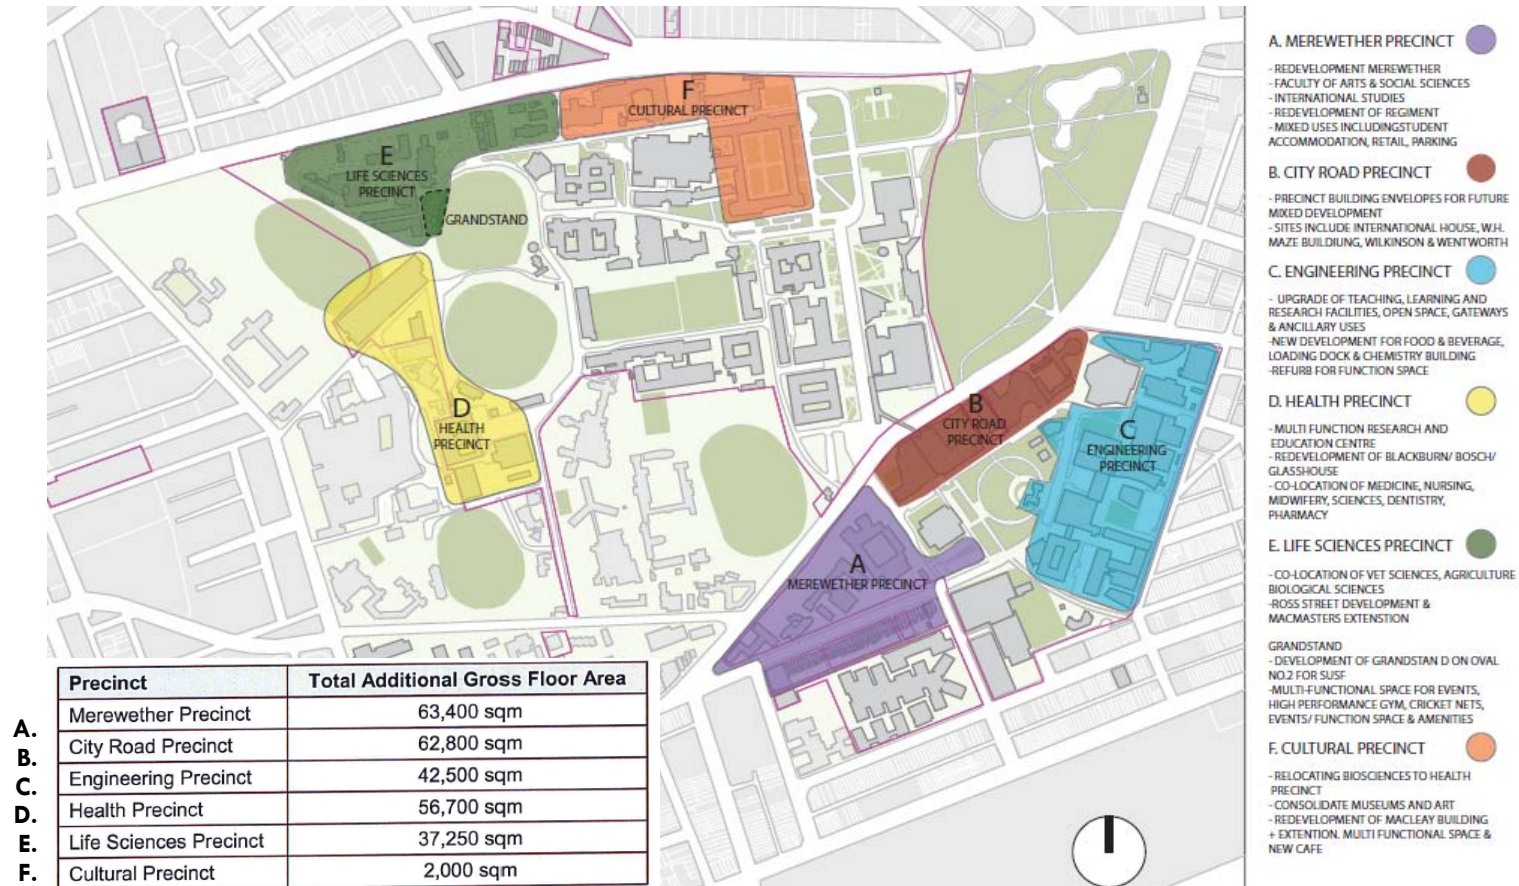 F
CULTURAL PRECINCT
E
LIFE SCIENCES
PRECINCT
GRANDSTAND
D
HEALTH
PRECINCT
B
CITY ROAD
PRECINCT
C
ENGINEERING
PRECINCT
A
MEREWETHER PRECINCT
Precinct Total Additional Gross Floor Area
A. Merewether Precinct 63,400 sqm
B. City Road Precinct 62,800 sqm
C. Engineering Precinct 42,500 sqm
D. Health Precinct 56,700 sqm
E. Life Sciences Precinct 37,250 sqm
F. Cultural Precinct 2,000 sqm
A. MEREWETHER PRECINCT
- REDEVELOPMENT MEREWETHER
- FACULTY OF ARTS & SOCIAL SCIENCES
- INTERNATIONAL STUDIES
- REDEVELOPMENT OF REGIMENT
- MIXED USES INCLUDINGSTUDENT
ACCOMMODATION, RETAIL, PARKING
B. CITY ROAD PRECINCT
- PRECINCT BUILDING ENVELOPES FOR FUTURE
MIXED DEVELOPMENT
- SITES INCLUDE INTERNATIONAL HOUSE, W.H.
MAZE BUILDIUNG, WILKINSON & WENTWORTH
C. ENGINEERING PRECINCT
- UPGRADE OF TEACHING, LEARNING AND
RESEARCH FACILITIES, OPEN SPACE, GATEWAYS
& ANCILLARY USES
-NEW DEVELOPMENT FOR FOOD & BEVERAGE,
LOADING DOCK & CHEMISTRY BUILDING
-REFURB FOR FUNCTION SPACE
D. HEALTH PRECINCT
- MULTI FUNCTION RESEARCH AND
EDUCATION CENTRE
- REDEVELOPMENT OF BLACKBURN/ BOSCH/
GLASSHOUSE
- CO-LOCATION OF MEDICINE, NURSING,
MIDWIFERY, SCIENCES, DENTISTRY,
PHARMACY
E. LIFE SCIENCES PRECINCT
- CO-LOCATION OF VET SCIENCES, AGRICULTURE
BIOLOGICAL SCIENCES
-ROSS STREET DEVELOPMENT &
MACMASTERS EXTENSTION
GRANDSTAND
- DEVELOPMENT OF GRANDSTAN D ON OVAL
NO.2 FOR SUSF
-MULTI-FUNCTIONAL SPACE FOR EVENTS,
HIGH PERFORMANCE GYM, CRICKET NETS,
EVENTS/ FUNCTION SPACE & AMENITIES
F. CULTURAL PRECINCT
- RELOCATING BIOSCIENCES TO HEALTH
PRECINCT
- CONSOLIDATE MUSEUMS AND ART
- REDEVELOPMENT OF MACLEAY BUILDING
+ EXTENTION. MULTI FUNCTIONAL SPACE &
NEW CAFE